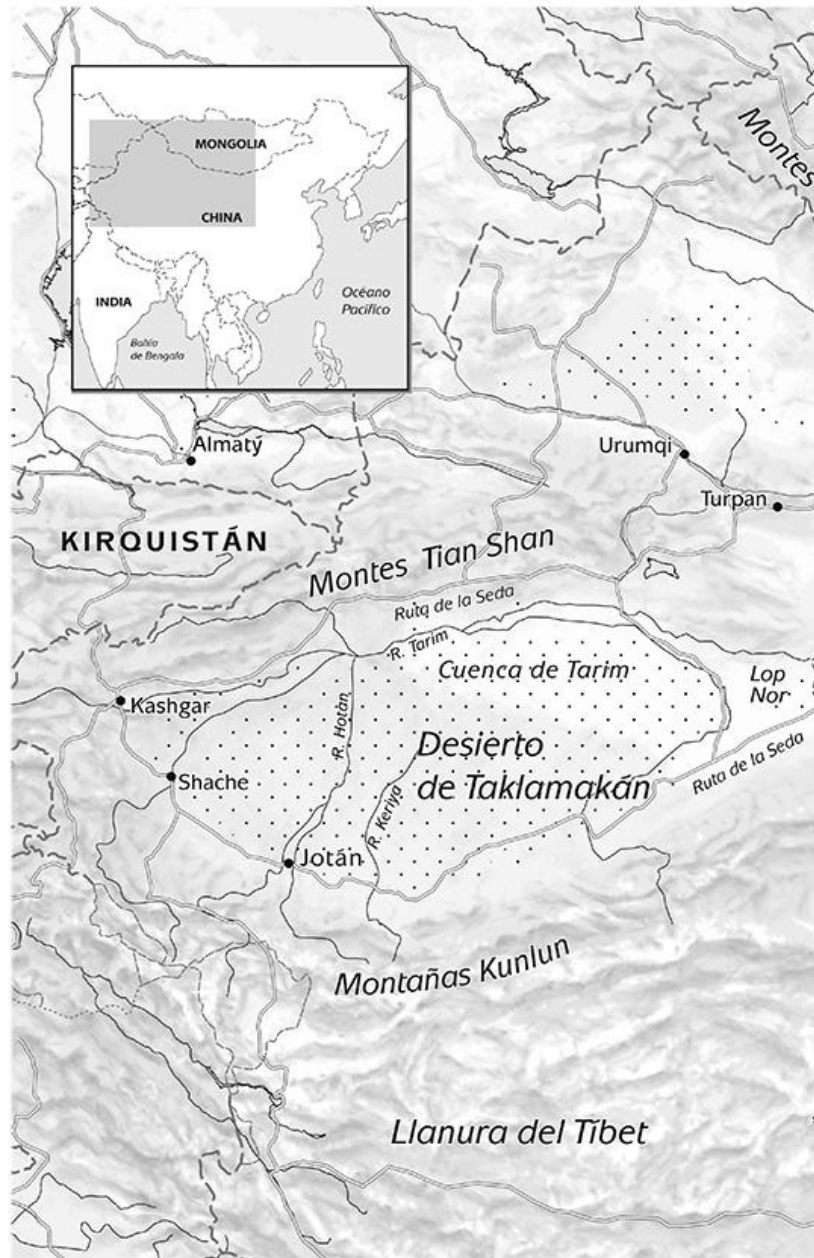 MONGOLIA
CHINA
INDIA
Océano
Pacífico
Bahía
de Bengala
Montes
Almatý
Urumqi
Turpan
KIRQUISTÁN
Montes Tian Shan
Ruta de la Seda
R. Tarim
Cuenca de Tarim
Lop
Nor
Kashgar
R. Hotàn
Desierto
de Taklamakán
Shache
Ruta de la Seda
R. Keriya
Jotán
Montañas Kunlun
Llanura del Tíbet